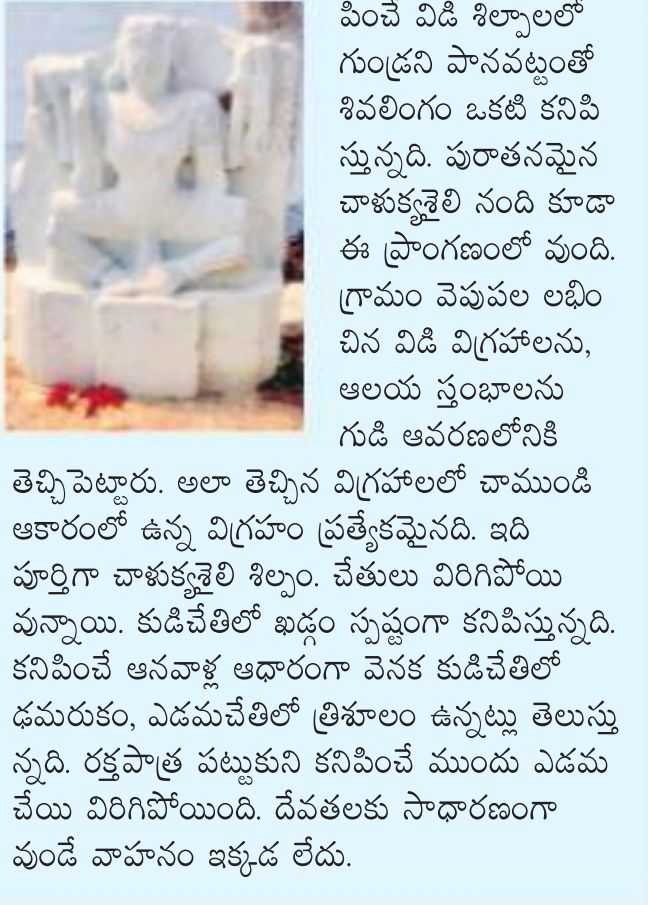 పించే విడి శిల్పాలలో
గుండ్రని పానవట్టంతో
శివలింగం ఒకటి కనిపి
స్తున్నది. పురాతనమైన
చాళుక్యశైలి నంది కూడా
ఈ ప్రాంగణంలో వుంది.
గ్రామం వెపుపల లభిం
చిన విడి విగ్రహాలను,
ఆలయ స్తంభాలను
గుడి ఆవరణలోనికి
తెచ్చిపెట్టారు. అలా తెచ్చిన విగ్రహాలలో చాముండి
ఆకారంలో ఉన్న విగ్రహం ప్రత్యేకమైనది. ఇది
పూర్తిగా చాళుక్యశైలి శిల్పం. చేతులు విరిగిపోయి
వున్నాయి. కుడిచేతిలో ఖడ్గం స్పష్టంగా కనిపిస్తున్నది.
కనిపించే ఆనవాళ్ల ఆధారంగా వెనక కుడిచేతిలో
ఢమరుకం, ఎడమచేతిలో త్రిశూలం ఉన్నట్లు తెలుస్తు
న్నది. రక్తపాత్ర పట్టుకుని కనిపించే ముందు ఎడమ
చేయి విరిగిపోయింది. దేవతలకు సాధారణంగా
వుండే వాహనం ఇక్కడ లేదు.